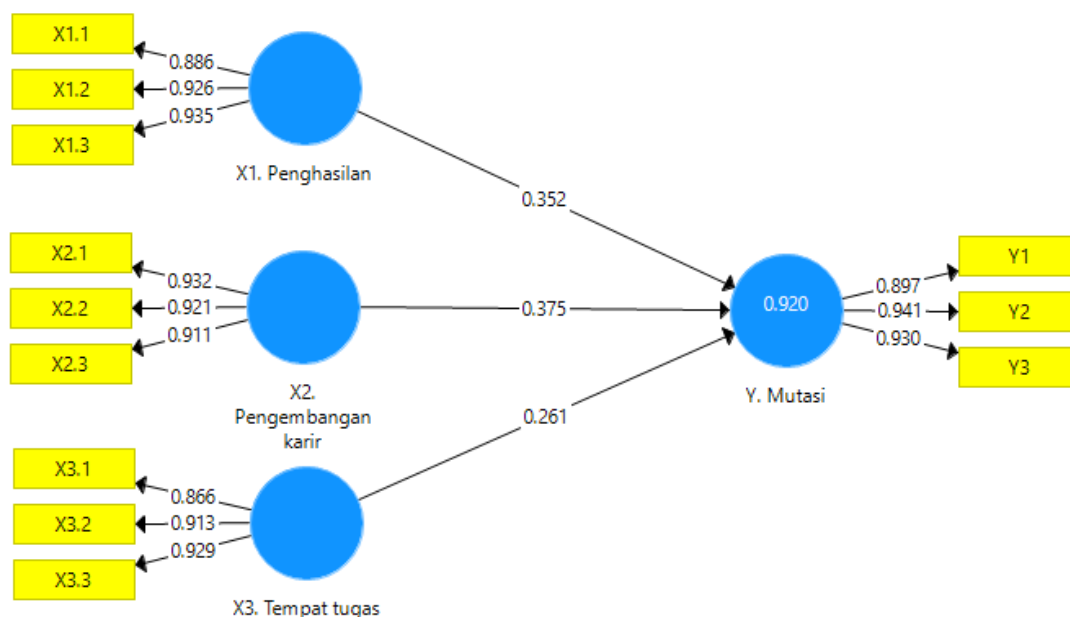 X1.1
X1.2
X1.3
0.886
0.926
0.935
X1. Penghasilan
0.352
X2.1
X2.2
X2.3
0.932
0.921
0.911
X2.
Pengembangan
karir
0.375
X3.1
X3.2
X3.3
0.866
0.913
0.929
X3. Tempat tugas
0.261
0.920
Y. Mutasi
0.897
0.941
0.930
Y1
Y2
Y3